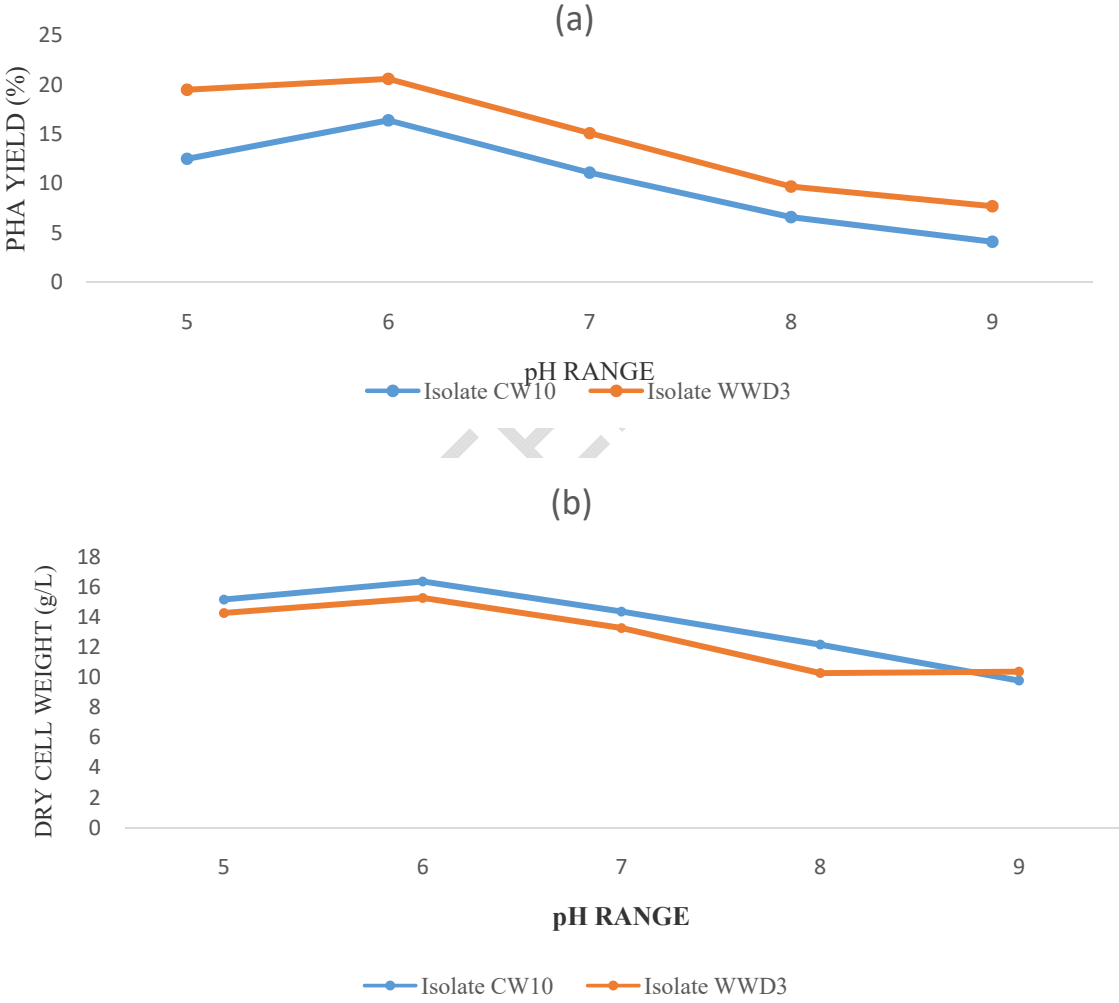 (a)
PHA YIELD (%)
25
20
15
10
5
0
5 6 7 8 9
pH RANGE
Isolate CW10 Isolate WWD3
(b)
DRY CELL WEIGHT (g/L)
18
16
14
12
10
8
6
4
2
0
5 6 7 8 9
pH RANGE
Isolate CW10 Isolate WWD3